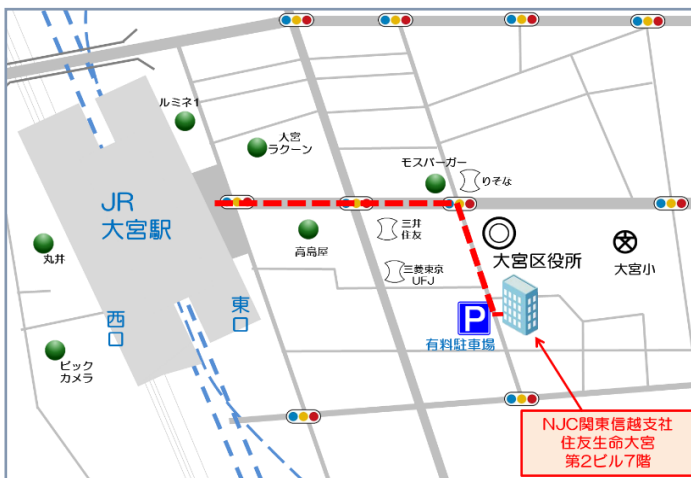 ルミネ1
大宮
ラクーン
モスバーガー
りそな
JR
大宮駅
三井
住友
高島屋
大宮区役所
大宮小
丸井
三菱東京
UFJ
東口
西口
P
有料駐車場
ビック
カメラ
NJC関東信越支社
住友生命大宮
第2ビル7階